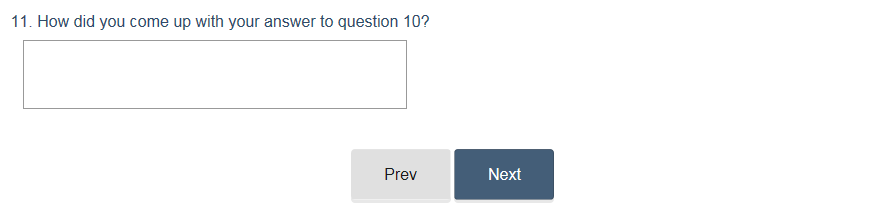 11. How did you come up with your answer to question 10?
Prev
Next